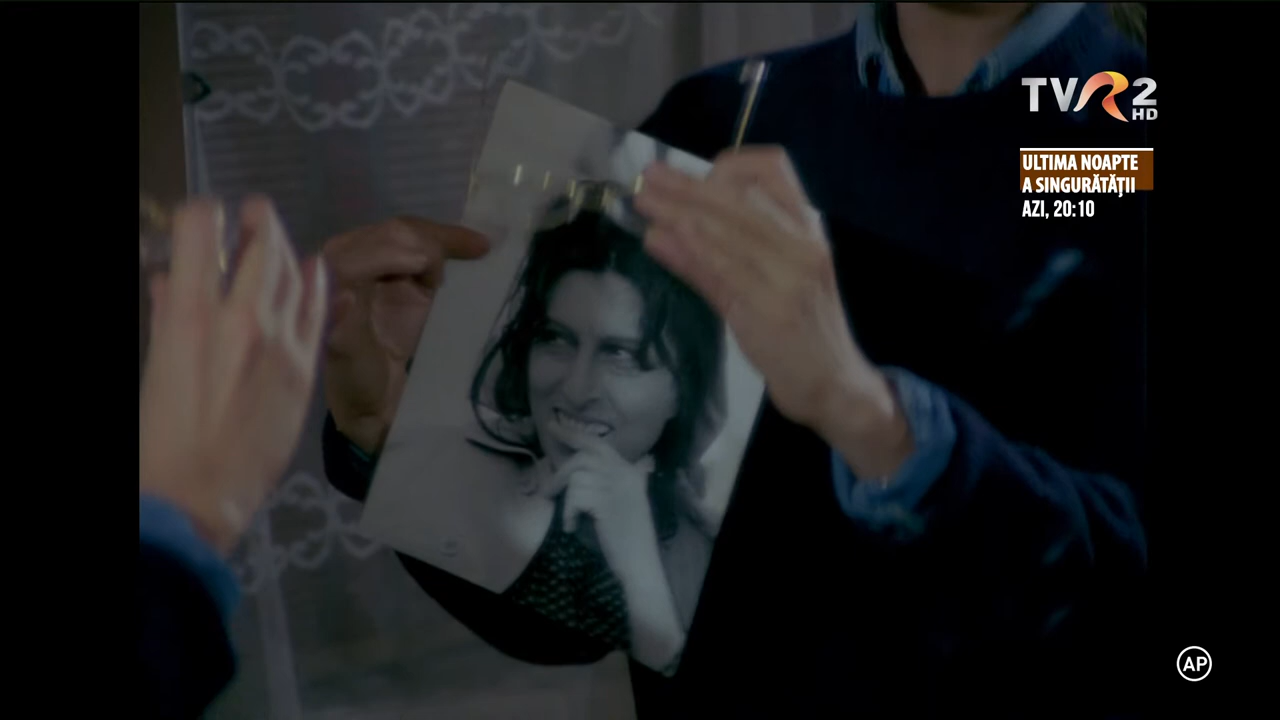 TVR2
HD
ULTIMA NOAPTE
A SINGURĂTĂȚII
AZI, 20:10
AP